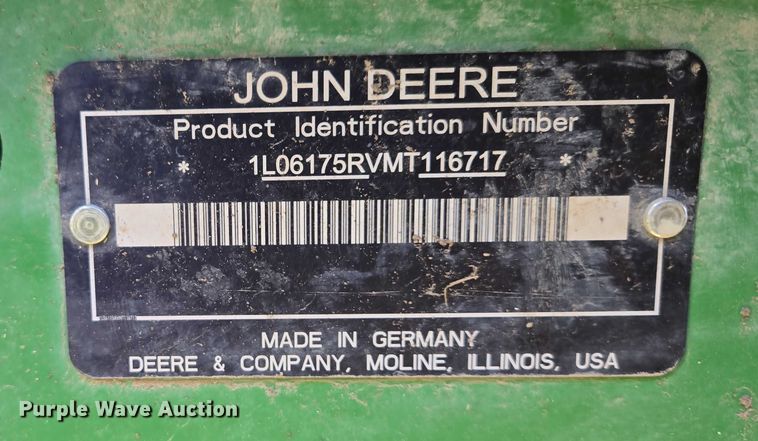 JOHN DEERE
Product Identification Number
* 1L06175RVMT116717 *
MADE IN GERMANY
DEERE & COMPANY, MOLINE, ILLINOIS, USA
Purple Wave Auction